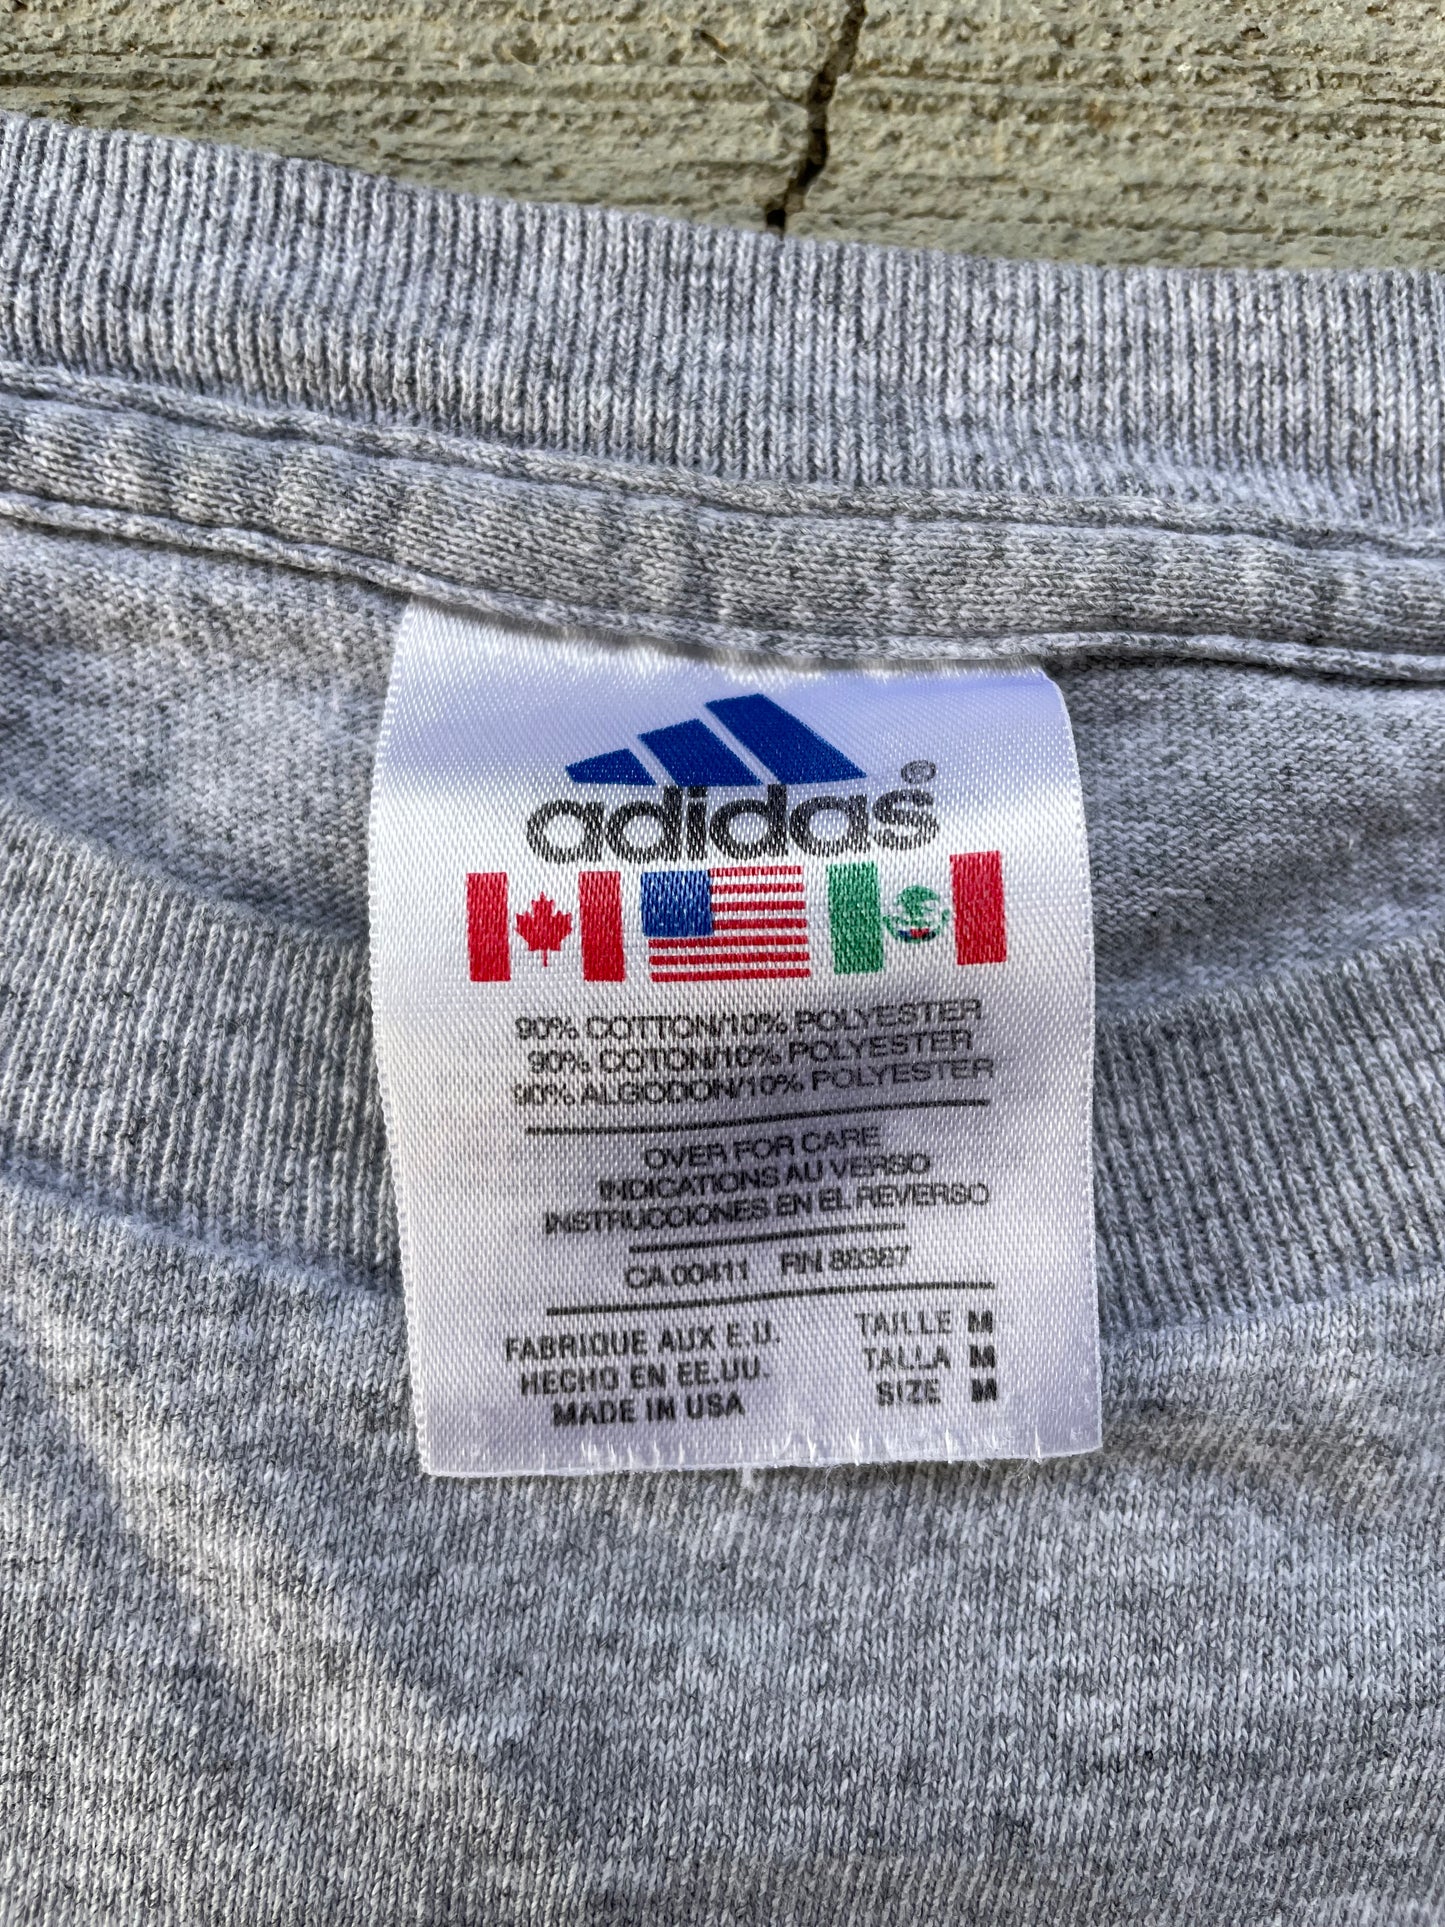 adidas®
90% COTTON/10% POLYESTER
90% COTON/10% POLYESTER
90% ALGODON/10% POLYESTER
OVER FOR CARE
INDICATIONS AU VERSO
INSTRUCCIONES EN EL REVERSO
CA 00411 RN 88387
FABRIQUE AUX E.U. TAILLE M
HECHO EN EE.UU. TALLA M
MADE IN USA SIZE M